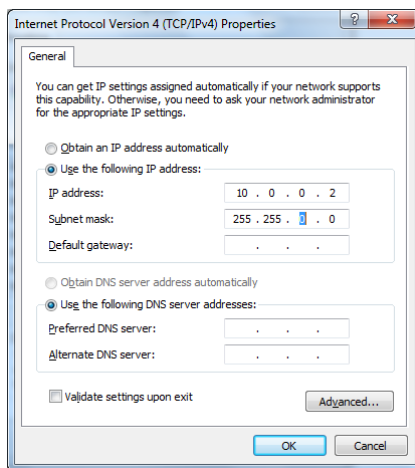 Internet Protocol Version 4 (TCP/IPv4) Properties
General
You can get IP settings assigned automatically if your network supports
this capability. Otherwise, you need to ask your network administrator
for the appropriate IP settings.
Obtain an IP address automatically
Use the following IP address:
IP address: 10 . 0 . 0 . 2
Subnet mask: 255 . 255 . 0 . 0
Default gateway: . . .
Obtain DNS server address automatically
Use the following DNS server addresses:
Preferred DNS server: . . .
Alternate DNS server: . . .
Validate settings upon exit
Advanced...
OK Cancel